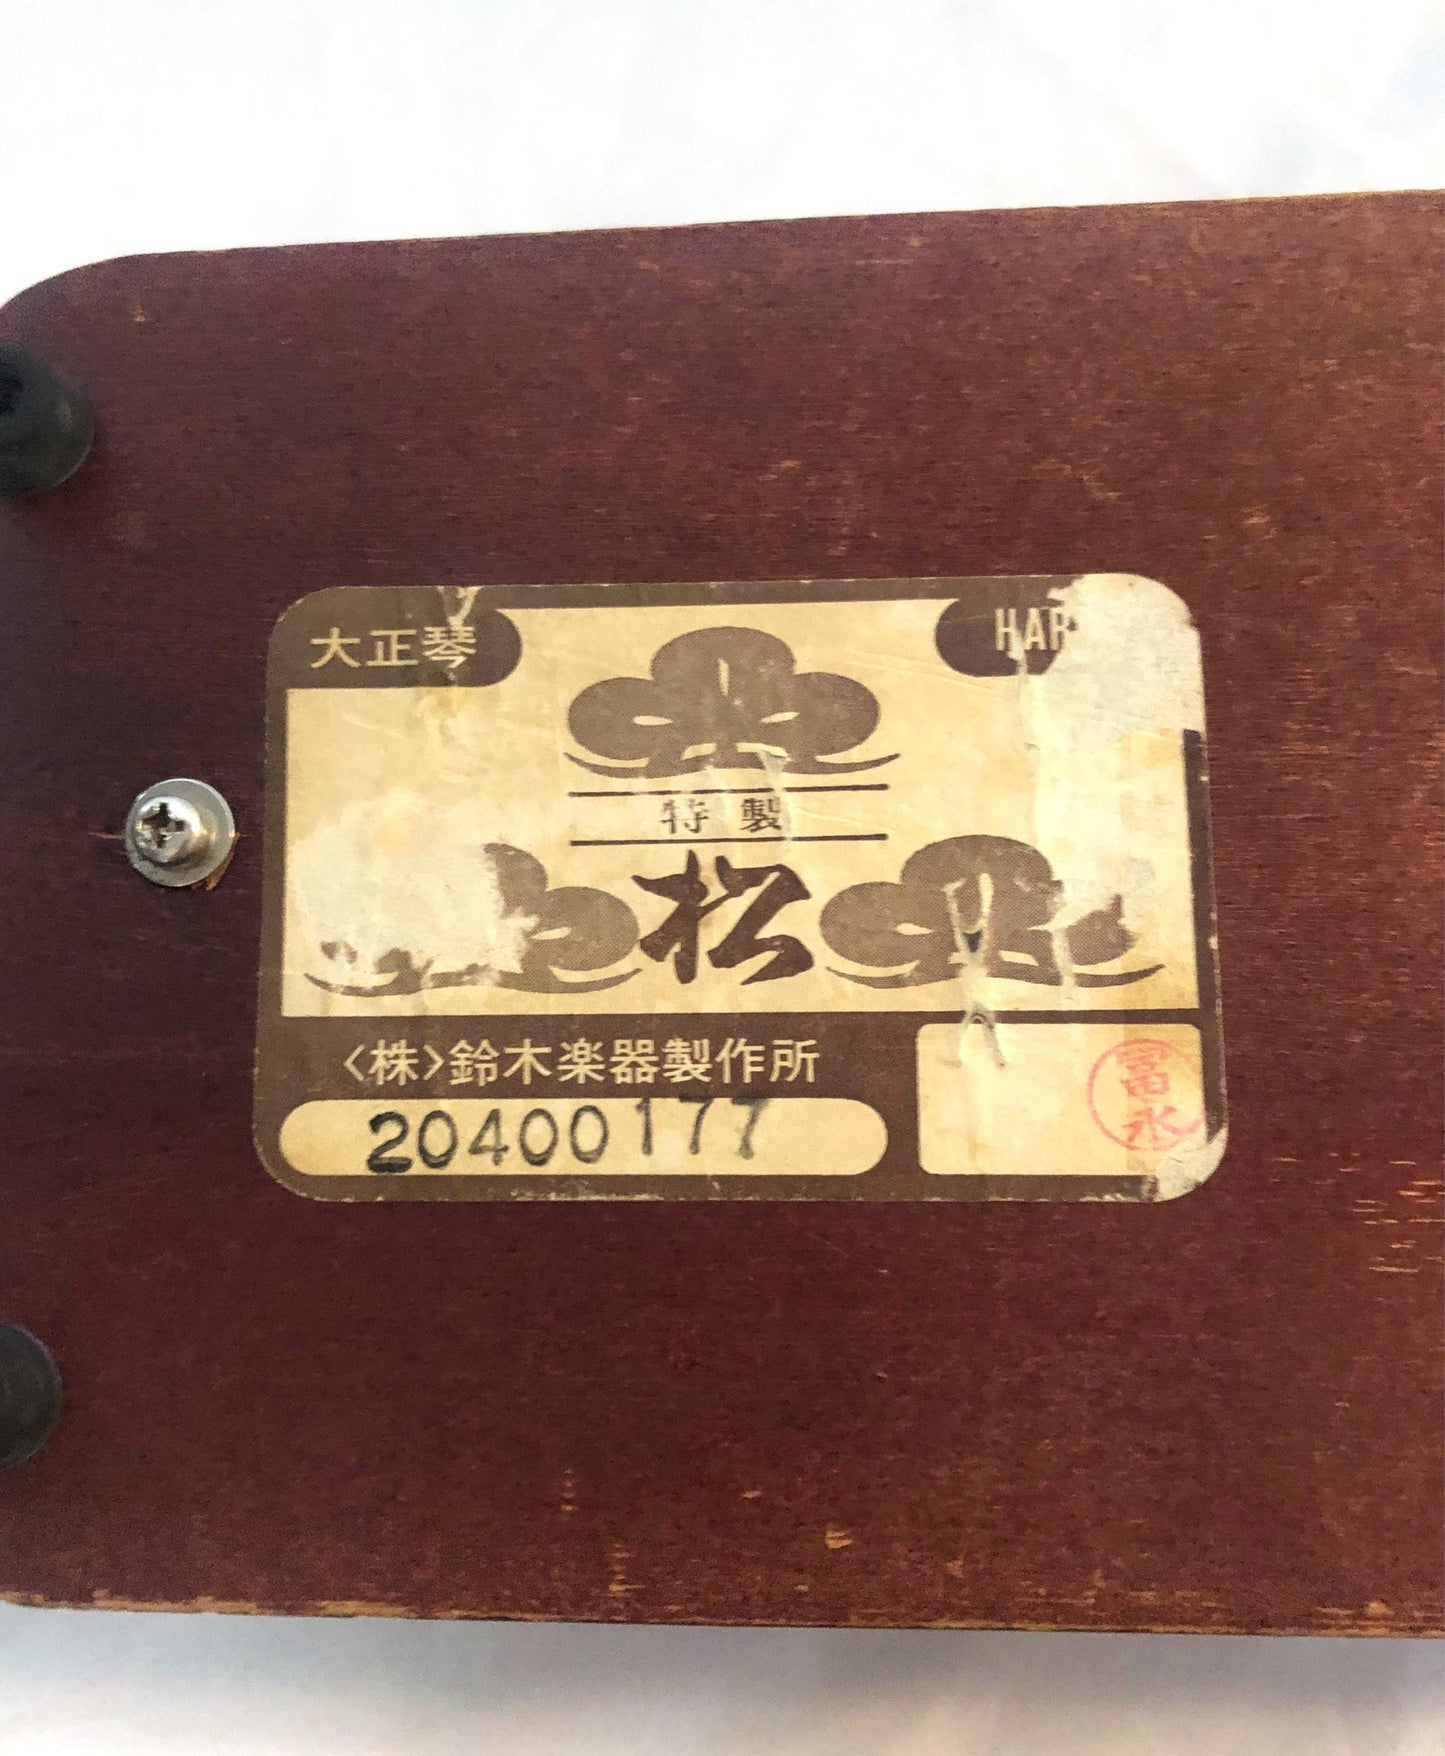 大正琴
HAR
特製
松
<株>鈴木楽器製作所
20400177
冨永